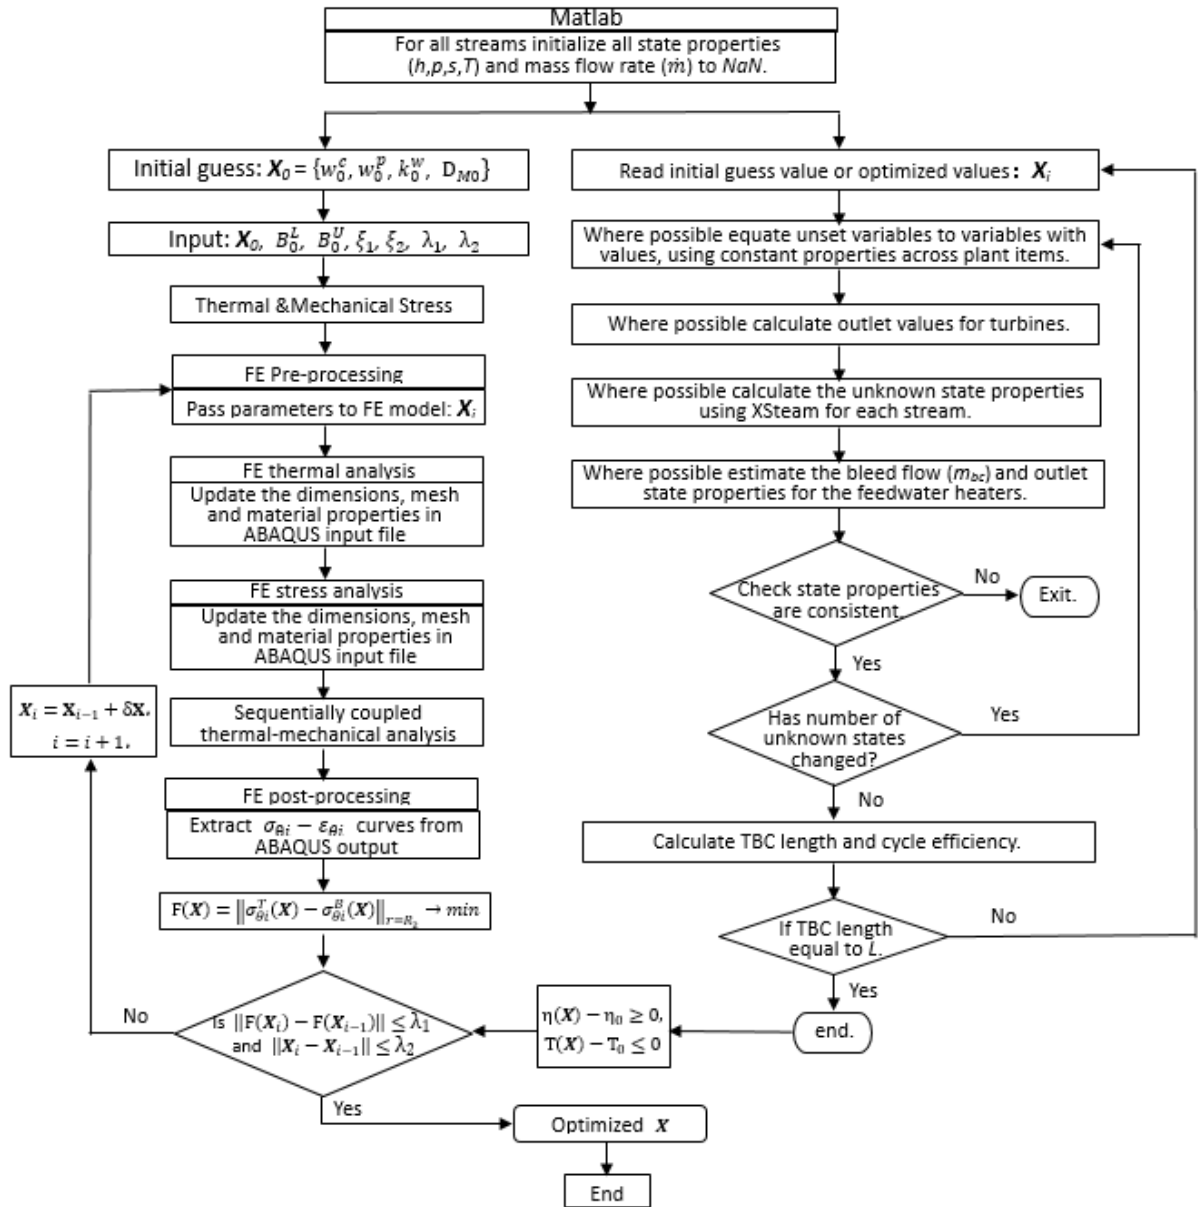 Matlab
For all streams initialize all state properties
(h,p,s,T) and mass flow rate (ṁ) to NaN.
Initial guess: X₀ = {w₀ᶜ, w₀ᵖ, k₀ʷ, D_M0}
Input: X₀, B₀ᴸ, B₀ᵁ, ξ₁, ξ₂, λ₁, λ₂
Thermal &Mechanical Stress
FE Pre-processing
Pass parameters to FE model: Xᵢ
FE thermal analysis
Update the dimensions, mesh
and material properties in
ABAQUS input file
FE stress analysis
Update the dimensions, mesh
and material properties in
ABAQUS input file
Sequentially coupled
thermal-mechanical analysis
FE post-processing
Extract σ_θi − ε_θi curves from
ABAQUS output
F(X) = ‖σ_θi^T(X) − σ_θi^B(X)‖_r=R₂ → min
Is ‖F(Xᵢ) − F(Xᵢ₋₁)‖ ≤ λ₁
and ‖Xᵢ − Xᵢ₋₁‖ ≤ λ₂
No
Xᵢ = Xᵢ₋₁ + δX,
i = i + 1,
Yes
Optimized X
End
Read initial guess value or optimized values: Xᵢ
Where possible equate unset variables to variables with
values, using constant properties across plant items.
Where possible calculate outlet values for turbines.
Where possible calculate the unknown state properties
using XSteam for each stream.
Where possible estimate the bleed flow (m_bc) and outlet
state properties for the feedwater heaters.
Check state properties
are consistent.
No
Exit.
Yes
Has number of
unknown states
changed?
Yes
No
Calculate TBC length and cycle efficiency.
If TBC length
equal to L.
No
Yes
end.
η(X) − η₀ ≥ 0,
T(X) − T₀ ≤ 0